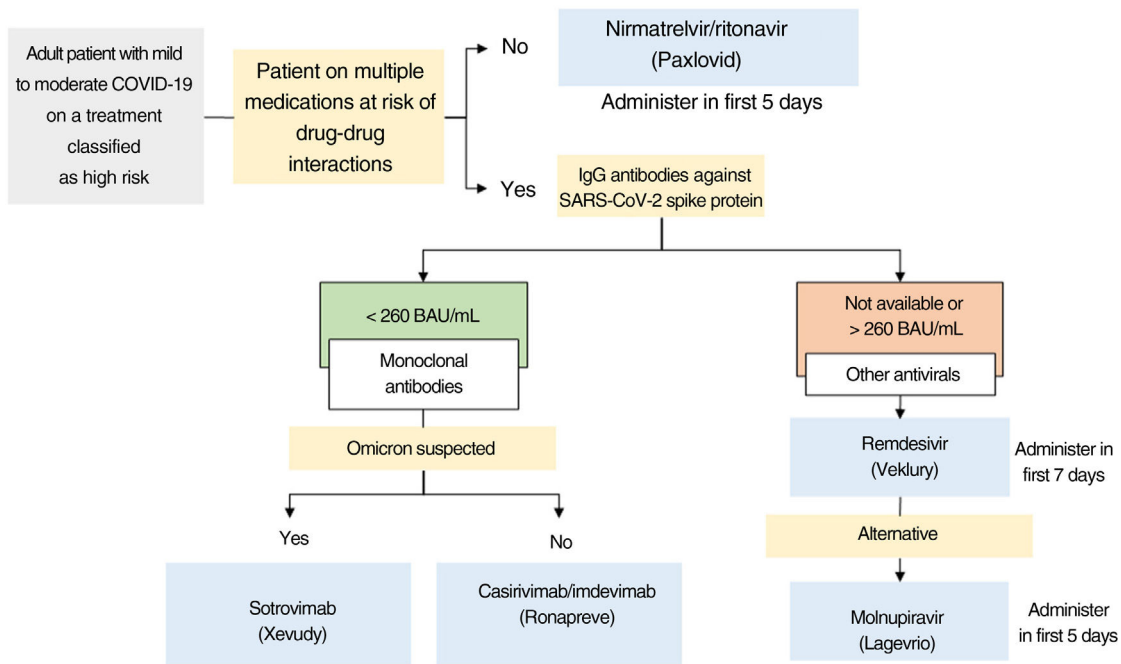 Adult patient with mild
to moderate COVID-19
on a treatment
classified
as high risk
Patient on multiple
medications at risk of
drug-drug
interactions
No
Nirmatrelvir/ritonavir
(Paxlovid)
Administer in first 5 days
Yes
IgG antibodies against
SARS-CoV-2 spike protein
< 260 BAU/mL
Monoclonal
antibodies
Omicron suspected
Yes
No
Sotrovimab
(Xevudy)
Casirivimab/imdevimab
(Ronapreve)
Not available or
> 260 BAU/mL
Other antivirals
Remdesivir
(Veklury)
Administer in
first 7 days
Alternative
Molnupiravir
(Lagevrio)
Administer
in first 5 days